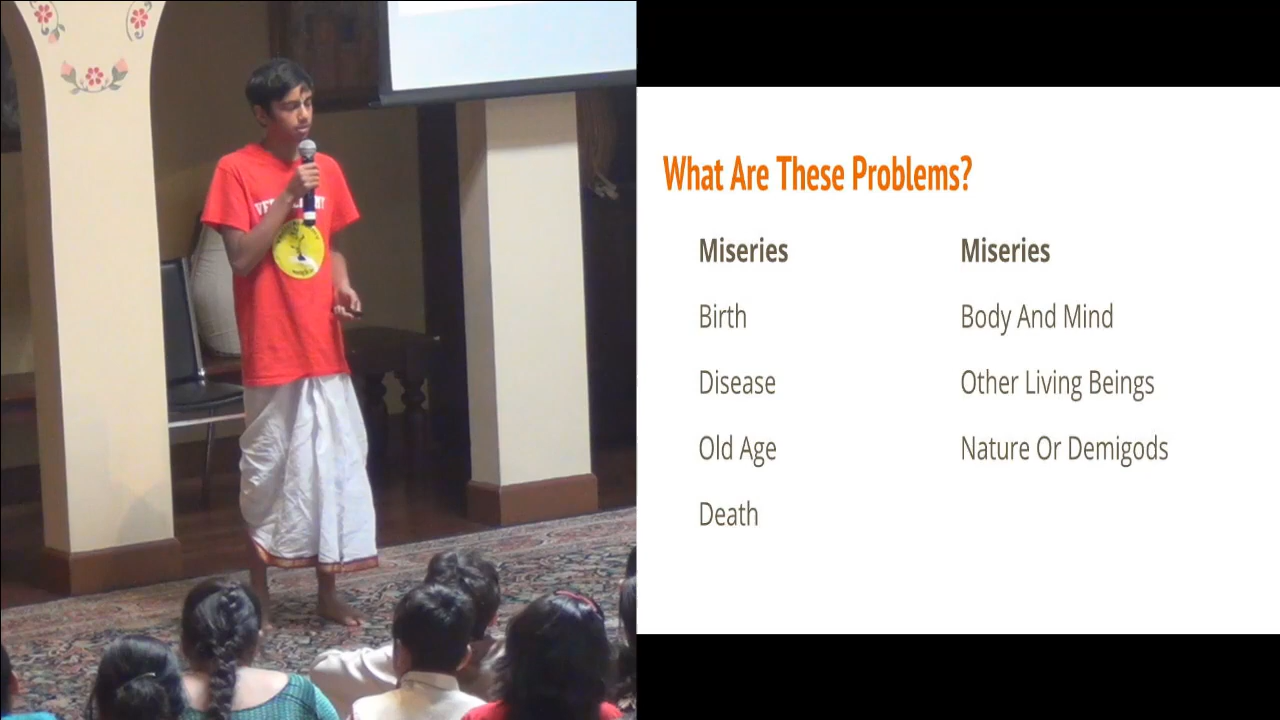 What Are These Problems?
Miseries Miseries
Birth Body And Mind
Disease Other Living Beings
Old Age Nature Or Demigods
Death